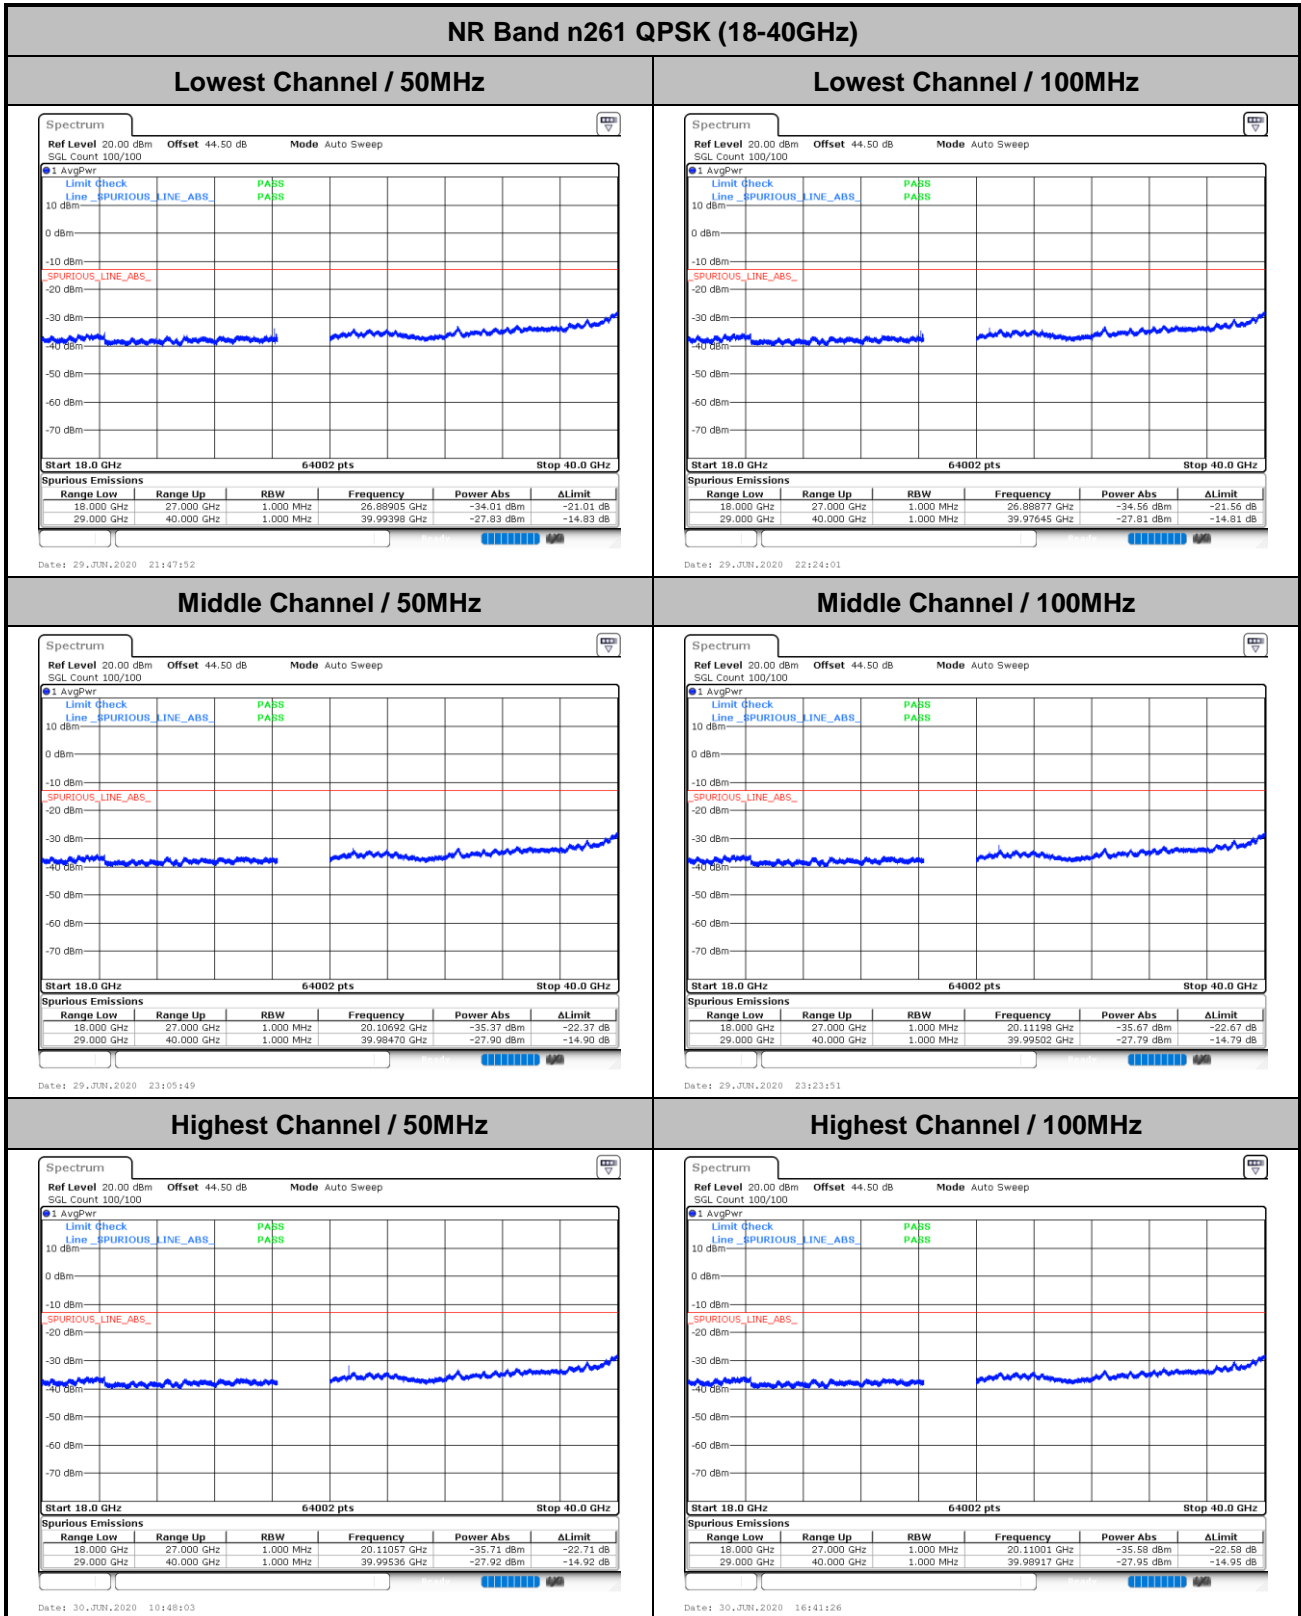 NR Band n261 QPSK (18-40GHz)
Lowest Channel / 50MHz
Spectrum
Ref Level 20.00 dBm Offset 44.50 dB Mode Auto Sweep
SGL Count 100/100
1 AvgPwr
Limit Check PASS
Line _SPURIOUS_LINE_ABS_ PASS
10 dBm
0 dBm
-10 dBm
_SPURIOUS_LINE_ABS_
-20 dBm
-30 dBm
-40 dBm
-50 dBm
-60 dBm
-70 dBm
Start 18.0 GHz 64002 pts Stop 40.0 GHz
Spurious Emissions
Range Low Range Up RBW Frequency Power Abs ΔLimit
18.000 GHz 27.000 GHz 1.000 MHz 26.88905 GHz -34.01 dBm -21.01 dB
29.000 GHz 40.000 GHz 1.000 MHz 39.99398 GHz -27.83 dBm -14.83 dB
Date: 29.JUN.2020 21:47:52
Lowest Channel / 100MHz
Spectrum
Ref Level 20.00 dBm Offset 44.50 dB Mode Auto Sweep
SGL Count 100/100
1 AvgPwr
Limit Check PASS
Line _SPURIOUS_LINE_ABS_ PASS
10 dBm
0 dBm
-10 dBm
_SPURIOUS_LINE_ABS_
-20 dBm
-30 dBm
-40 dBm
-50 dBm
-60 dBm
-70 dBm
Start 18.0 GHz 64002 pts Stop 40.0 GHz
Spurious Emissions
Range Low Range Up RBW Frequency Power Abs ΔLimit
18.000 GHz 27.000 GHz 1.000 MHz 26.88877 GHz -34.56 dBm -21.56 dB
29.000 GHz 40.000 GHz 1.000 MHz 39.97645 GHz -27.81 dBm -14.81 dB
Date: 29.JUN.2020 22:24:01
Middle Channel / 50MHz
Spectrum
Ref Level 20.00 dBm Offset 44.50 dB Mode Auto Sweep
SGL Count 100/100
1 AvgPwr
Limit Check PASS
Line _SPURIOUS_LINE_ABS_ PASS
10 dBm
0 dBm
-10 dBm
_SPURIOUS_LINE_ABS_
-20 dBm
-30 dBm
-40 dBm
-50 dBm
-60 dBm
-70 dBm
Start 18.0 GHz 64002 pts Stop 40.0 GHz
Spurious Emissions
Range Low Range Up RBW Frequency Power Abs ΔLimit
18.000 GHz 27.000 GHz 1.000 MHz 20.10692 GHz -35.37 dBm -22.37 dB
29.000 GHz 40.000 GHz 1.000 MHz 39.98470 GHz -27.90 dBm -14.90 dB
Date: 29.JUN.2020 23:05:49
Middle Channel / 100MHz
Spectrum
Ref Level 20.00 dBm Offset 44.50 dB Mode Auto Sweep
SGL Count 100/100
1 AvgPwr
Limit Check PASS
Line _SPURIOUS_LINE_ABS_ PASS
10 dBm
0 dBm
-10 dBm
_SPURIOUS_LINE_ABS_
-20 dBm
-30 dBm
-40 dBm
-50 dBm
-60 dBm
-70 dBm
Start 18.0 GHz 64002 pts Stop 40.0 GHz
Spurious Emissions
Range Low Range Up RBW Frequency Power Abs ΔLimit
18.000 GHz 27.000 GHz 1.000 MHz 20.11198 GHz -35.67 dBm -22.67 dB
29.000 GHz 40.000 GHz 1.000 MHz 39.99502 GHz -27.79 dBm -14.79 dB
Date: 29.JUN.2020 23:23:51
Highest Channel / 50MHz
Spectrum
Ref Level 20.00 dBm Offset 44.50 dB Mode Auto Sweep
SGL Count 100/100
1 AvgPwr
Limit Check PASS
Line _SPURIOUS_LINE_ABS_ PASS
10 dBm
0 dBm
-10 dBm
_SPURIOUS_LINE_ABS_
-20 dBm
-30 dBm
-40 dBm
-50 dBm
-60 dBm
-70 dBm
Start 18.0 GHz 64002 pts Stop 40.0 GHz
Spurious Emissions
Range Low Range Up RBW Frequency Power Abs ΔLimit
18.000 GHz 27.000 GHz 1.000 MHz 20.11057 GHz -35.71 dBm -22.71 dB
29.000 GHz 40.000 GHz 1.000 MHz 39.99536 GHz -27.92 dBm -14.92 dB
Date: 30.JUN.2020 10:48:03
Highest Channel / 100MHz
Spectrum
Ref Level 20.00 dBm Offset 44.50 dB Mode Auto Sweep
SGL Count 100/100
1 AvgPwr
Limit Check PASS
Line _SPURIOUS_LINE_ABS_ PASS
10 dBm
0 dBm
-10 dBm
_SPURIOUS_LINE_ABS_
-20 dBm
-30 dBm
-40 dBm
-50 dBm
-60 dBm
-70 dBm
Start 18.0 GHz 64002 pts Stop 40.0 GHz
Spurious Emissions
Range Low Range Up RBW Frequency Power Abs ΔLimit
18.000 GHz 27.000 GHz 1.000 MHz 20.11001 GHz -35.58 dBm -22.58 dB
29.000 GHz 40.000 GHz 1.000 MHz 39.98917 GHz -27.95 dBm -14.95 dB
Date: 30.JUN.2020 16:41:26